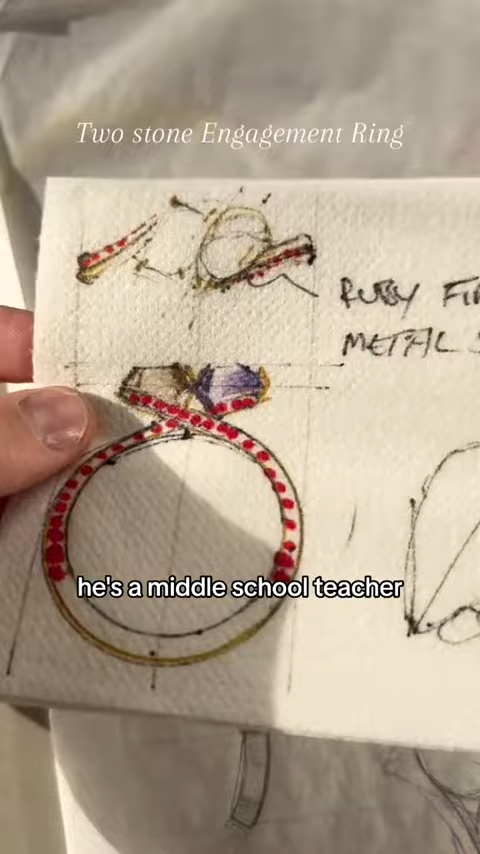 Two stone Engagement Ring
RUBY
METAL
he's a middle school teacher